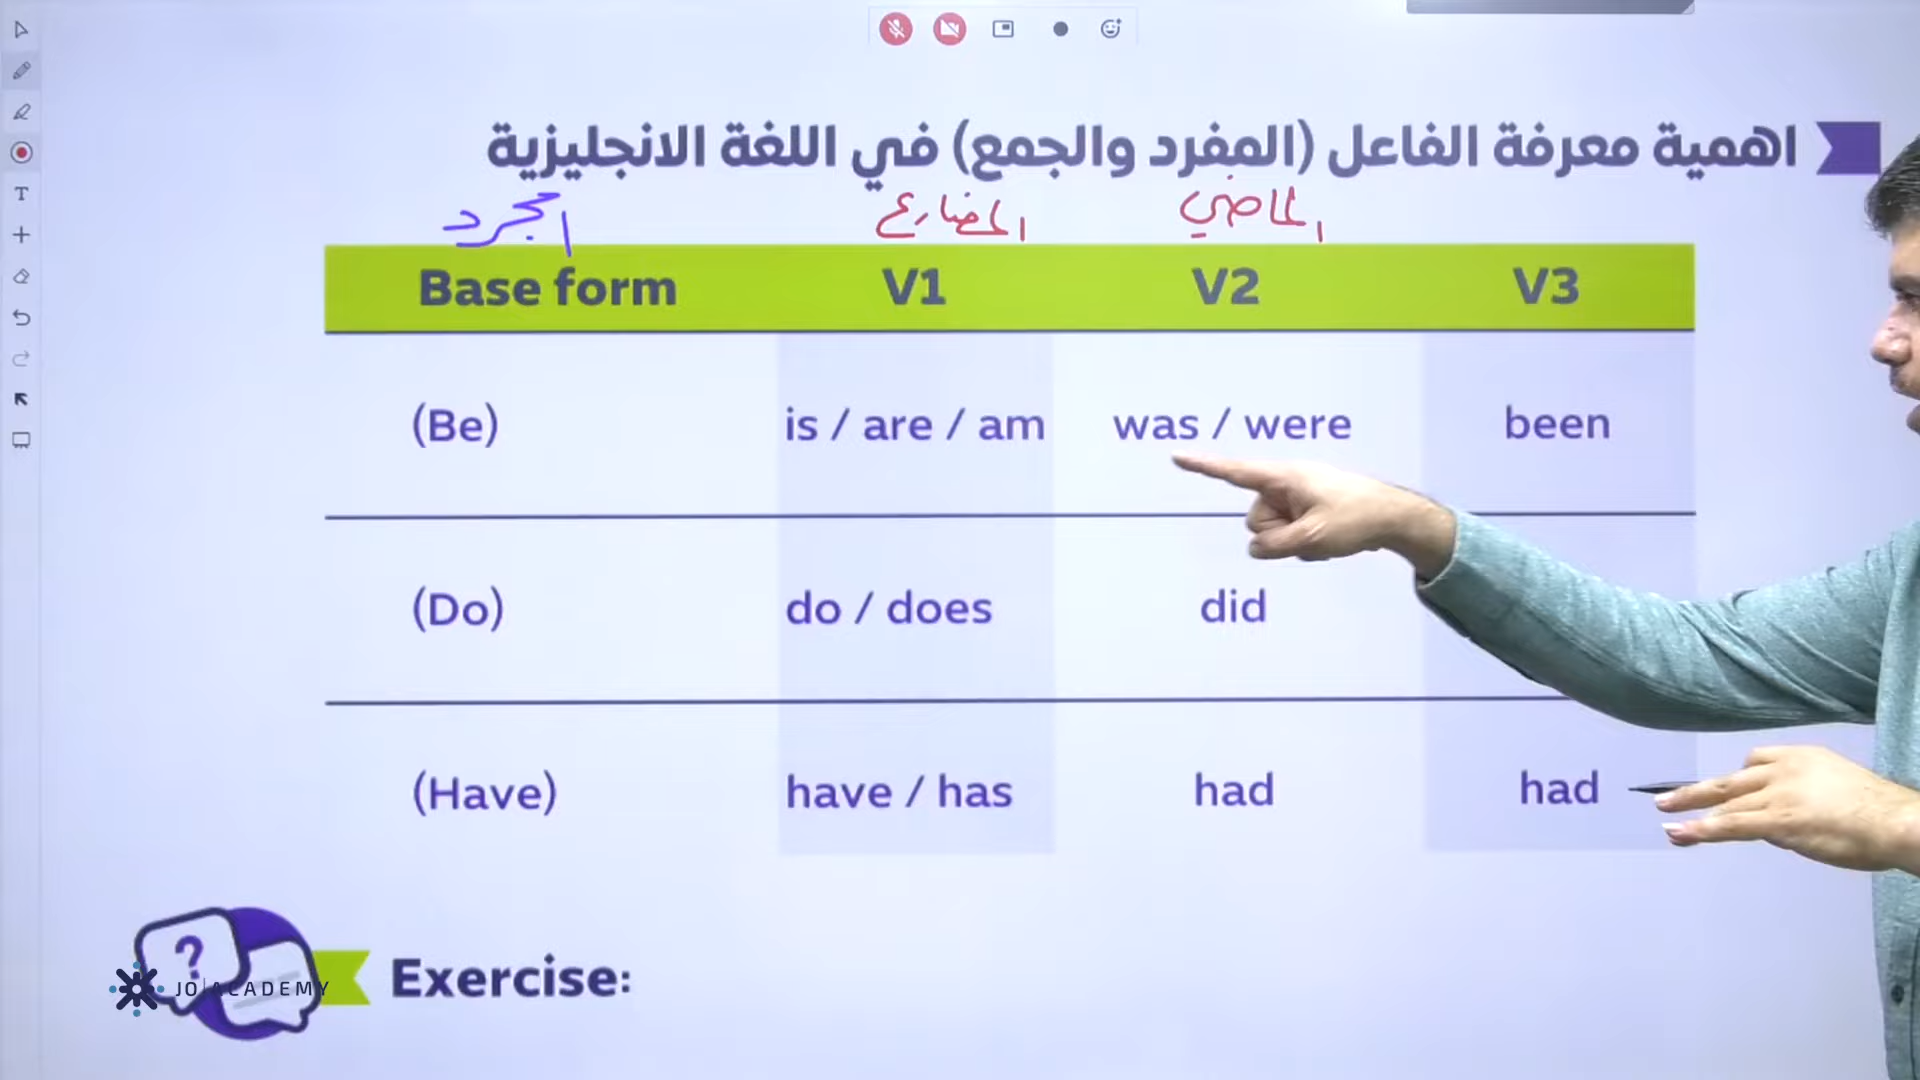 اهمية معرفة الفاعل (المفرد والجمع) في اللغة الانجليزية
المجرد المضارع الماضي
Base form V1 V2 V3
(Be) is / are / am was / were been
(Do) do / does did
(Have) have / has had had
?
Exercise:
JO ACADEMY
T